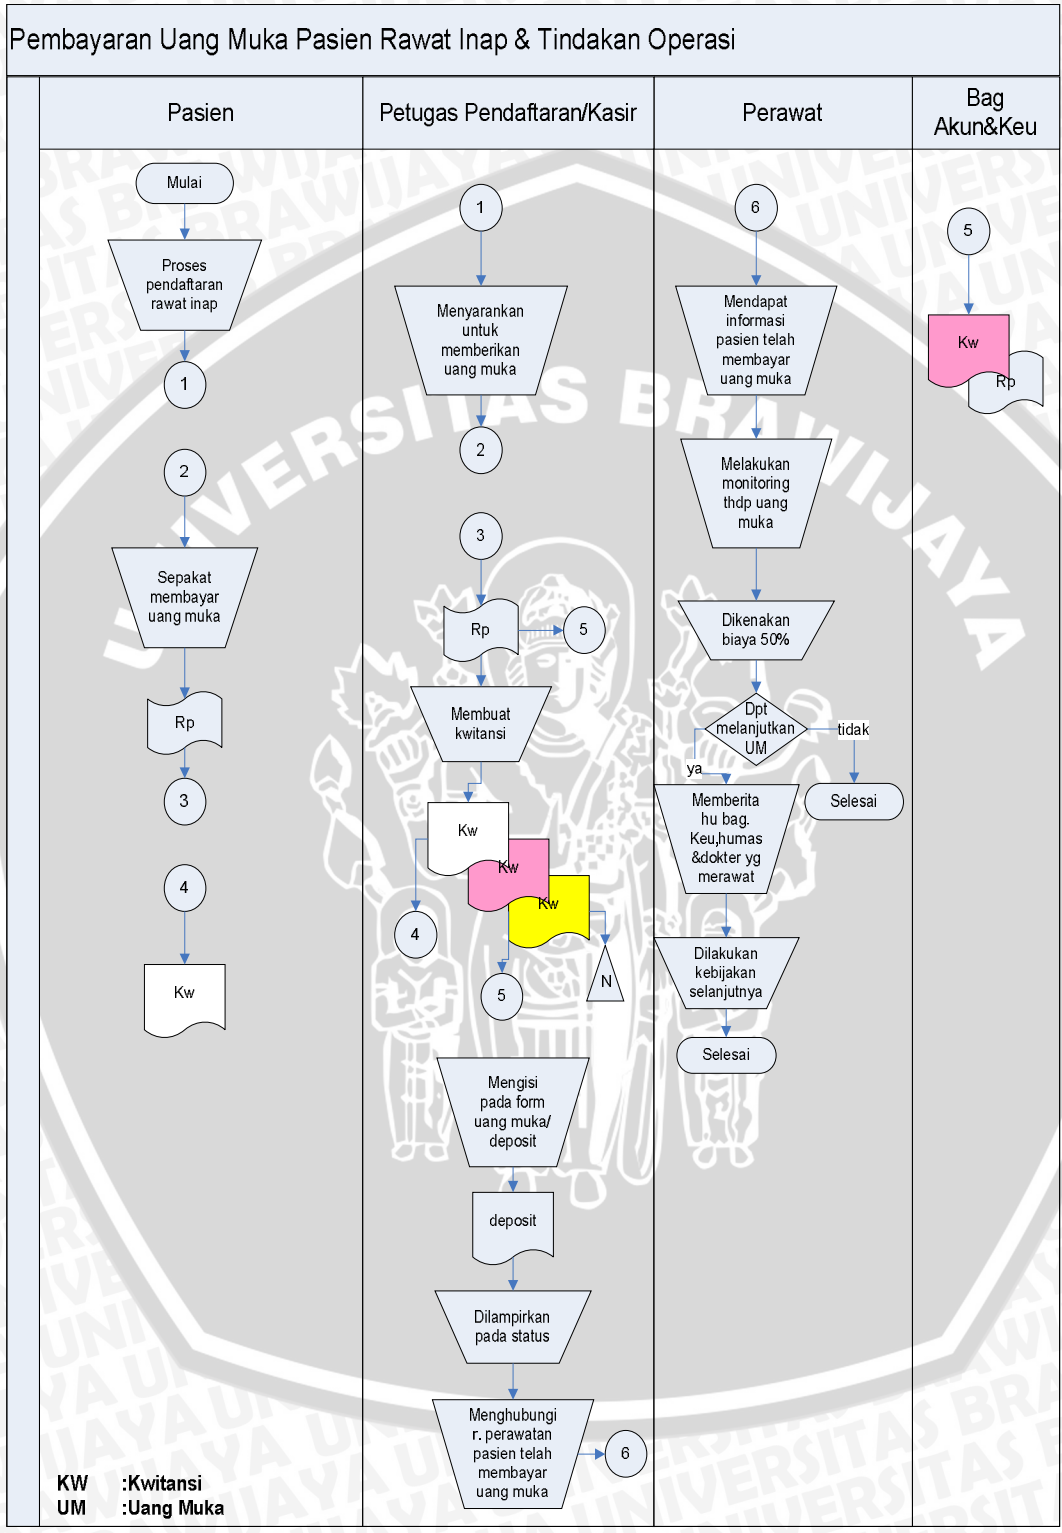 Pembayaran Uang Muka Pasien Rawat Inap & Tindakan Operasi
Pasien
Petugas Pendaftaran/Kasir
Perawat
Bag
Akun&Keu
Mulai
Proses
pendaftaran
rawat inap
1
2
Sepakat
membayar
uang muka
Rp
3
4
Kw
1
Menyarankan
untuk
memberikan
uang muka
2
3
Rp
5
Membuat
kwitansi
Kw
Kw
Kw
4
5
N
Mengisi
pada form
uang muka/
deposit
deposit
Dilampirkan
pada status
Menghubungi
r. perawatan
pasien telah
membayar
uang muka
6
6
Mendapat
informasi
pasien telah
membayar
uang muka
Melakukan
monitoring
thdp uang
muka
Dikenakan
biaya 50%
Dpt
melanjutkan
UM
tidak
ya
Selesai
Memberita
hu bag.
Keu,humas
&dokter yg
merawat
Dilakukan
kebijakan
selanjutnya
Selesai
5
Kw
Rp
KW :Kwitansi
UM :Uang Muka
UNIVERSITAS BRAWIJAYA